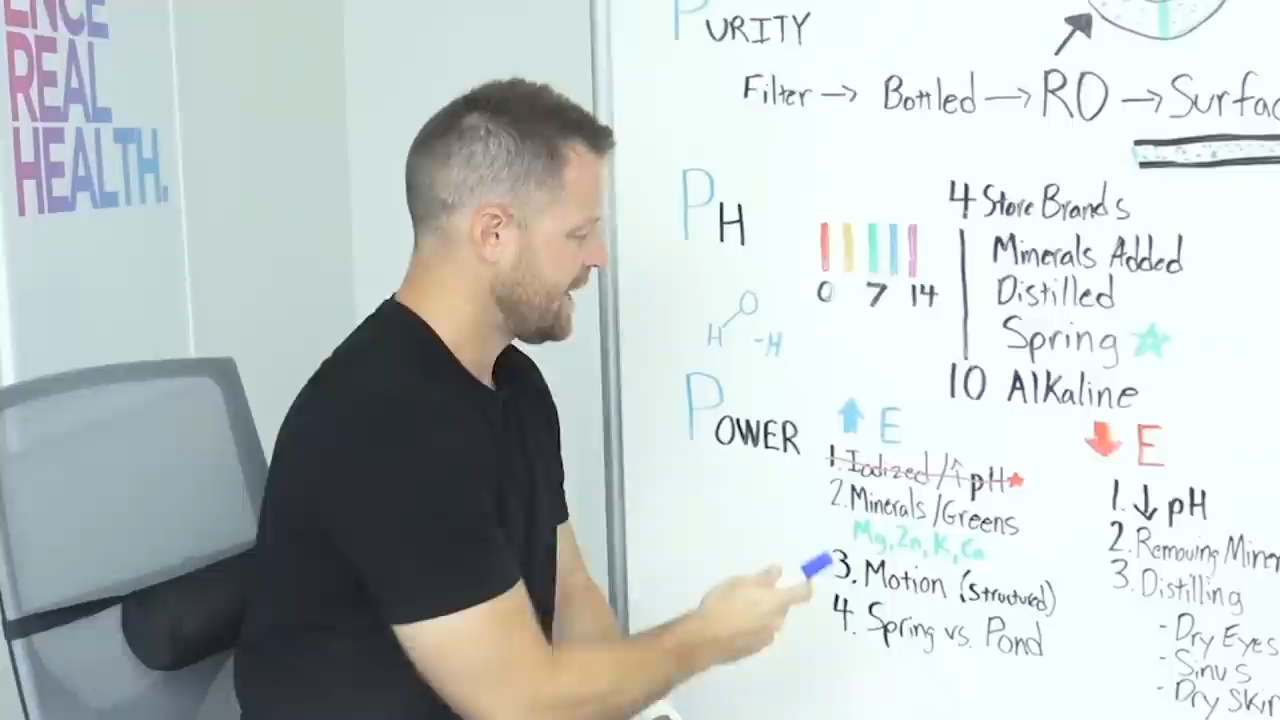 ENCE
REAL
HEALTH.
PURITY
Filter → Bottled → RO → Surfac
PH
0 7 14
4 Store Brands
Minerals Added
Distilled
Spring
10 Alkaline
H O -H
POWER
↑ E
1. Iodized/↑pH
2. Minerals/Greens
Mg, Zn, K, Ca
3. Motion (Structured)
4. Spring vs. Pond
↓ E
1. ↓ pH
2. Removing Miner
3. Distilling
- Dry Eyes
- Sinus
- Dry Skin